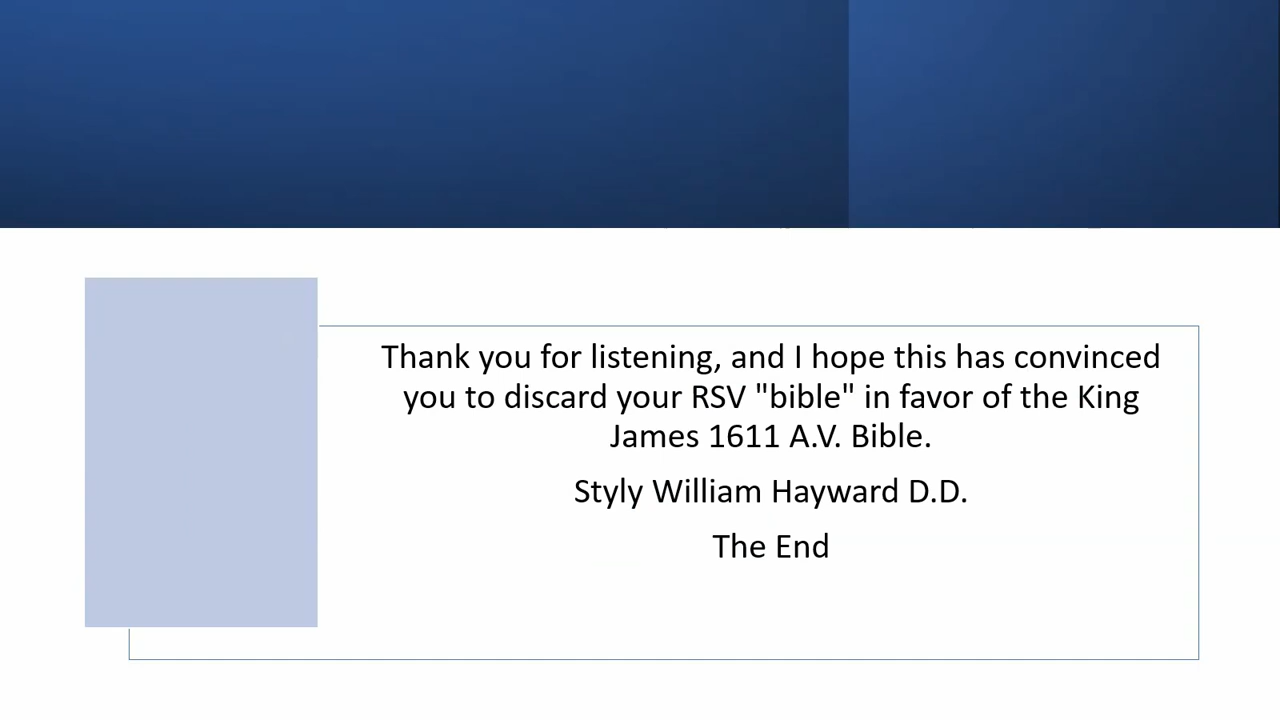 Thank you for listening, and I hope this has convinced
you to discard your RSV "bible" in favor of the King
James 1611 A.V. Bible.
Styly William Hayward D.D.
The End